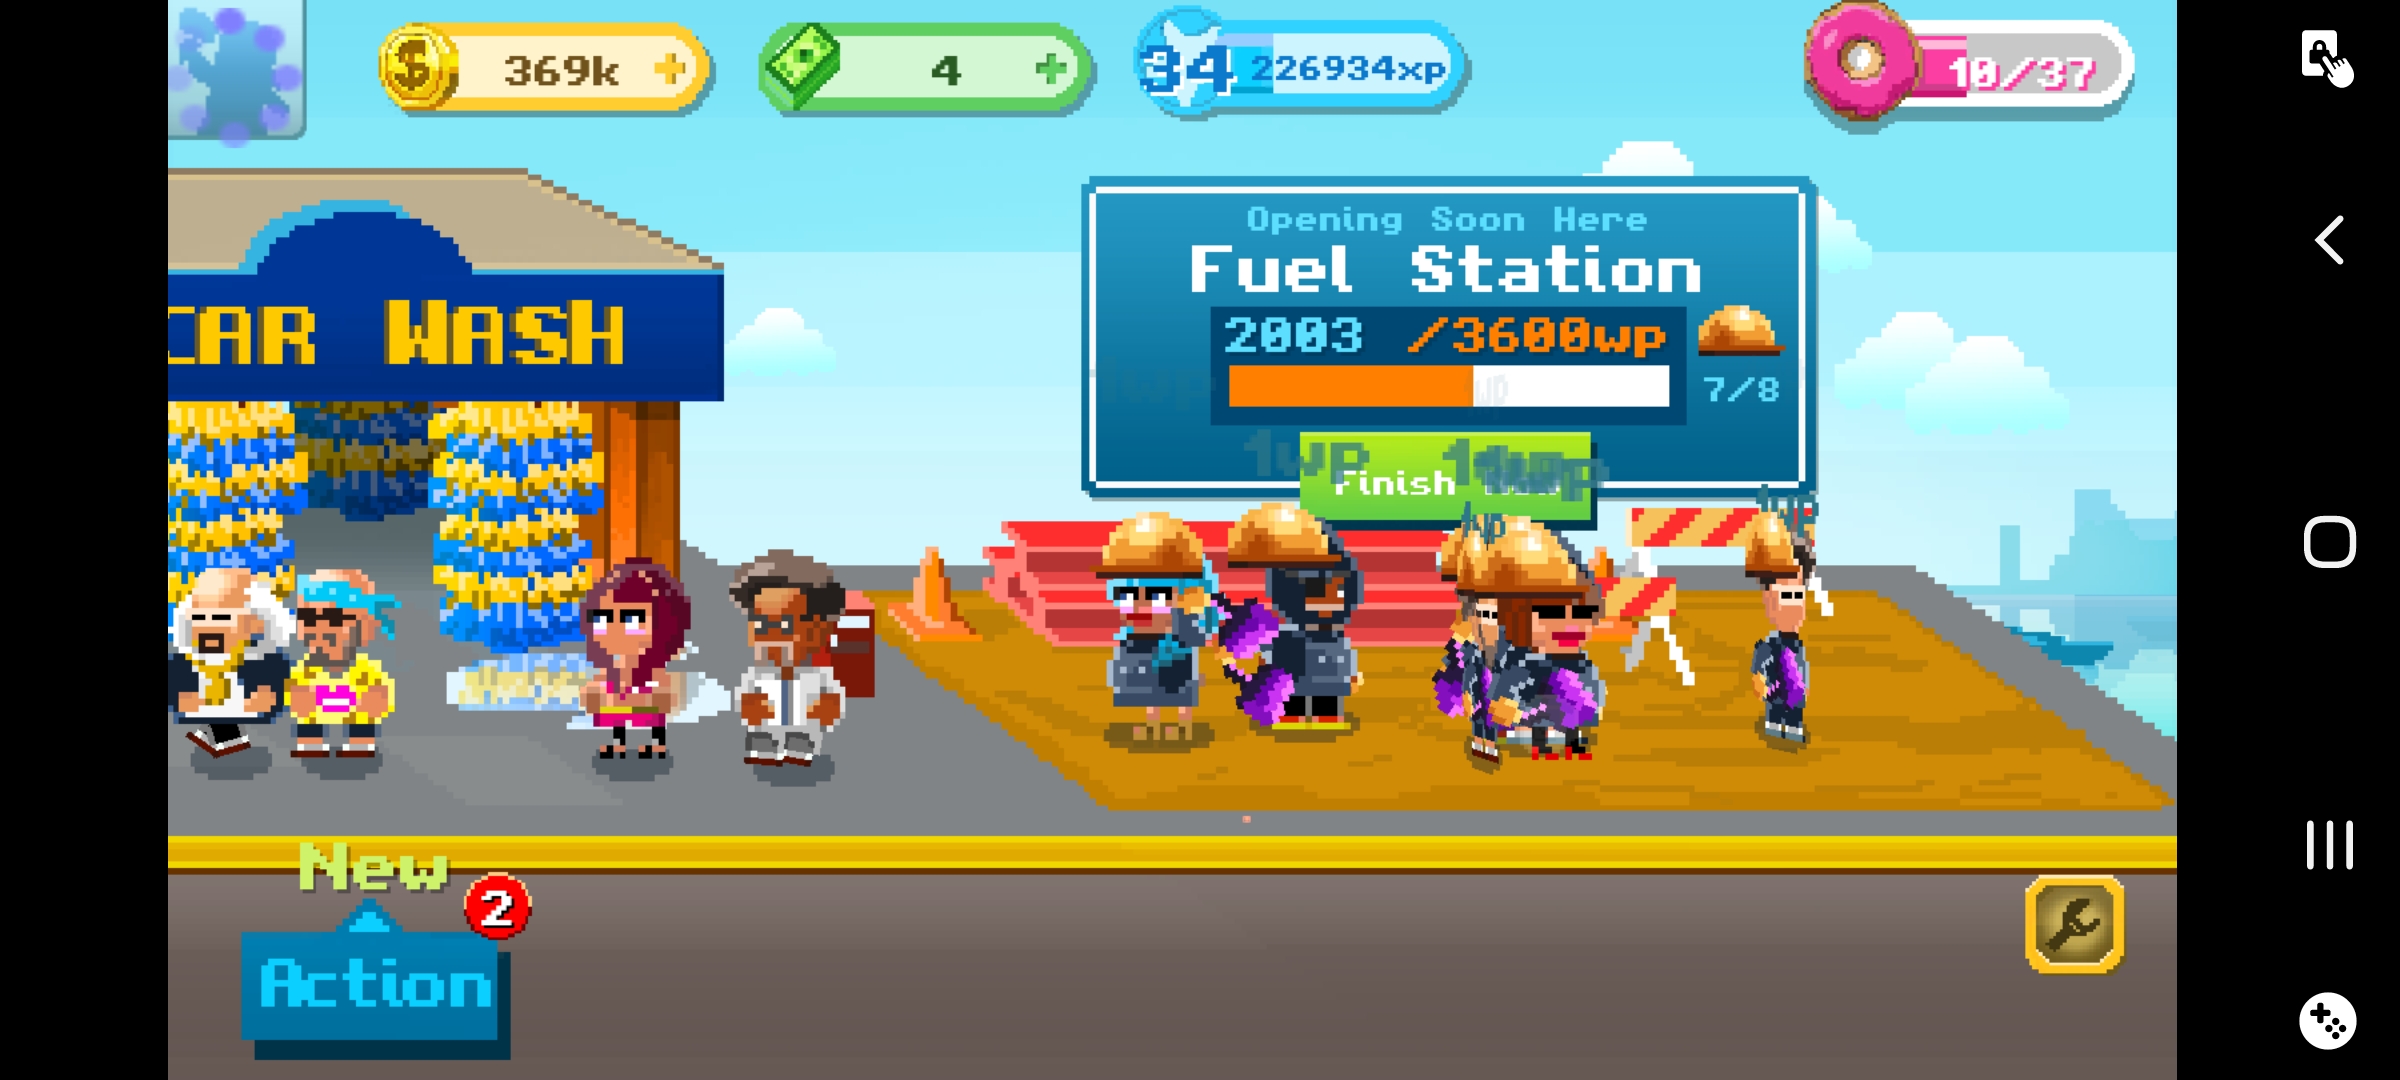 369k
4
34 226934xp
10/37
Opening Soon Here
Fuel Station
2003 /3600wp
7/8
CAR WASH
1wp
Finish
New
2
Action